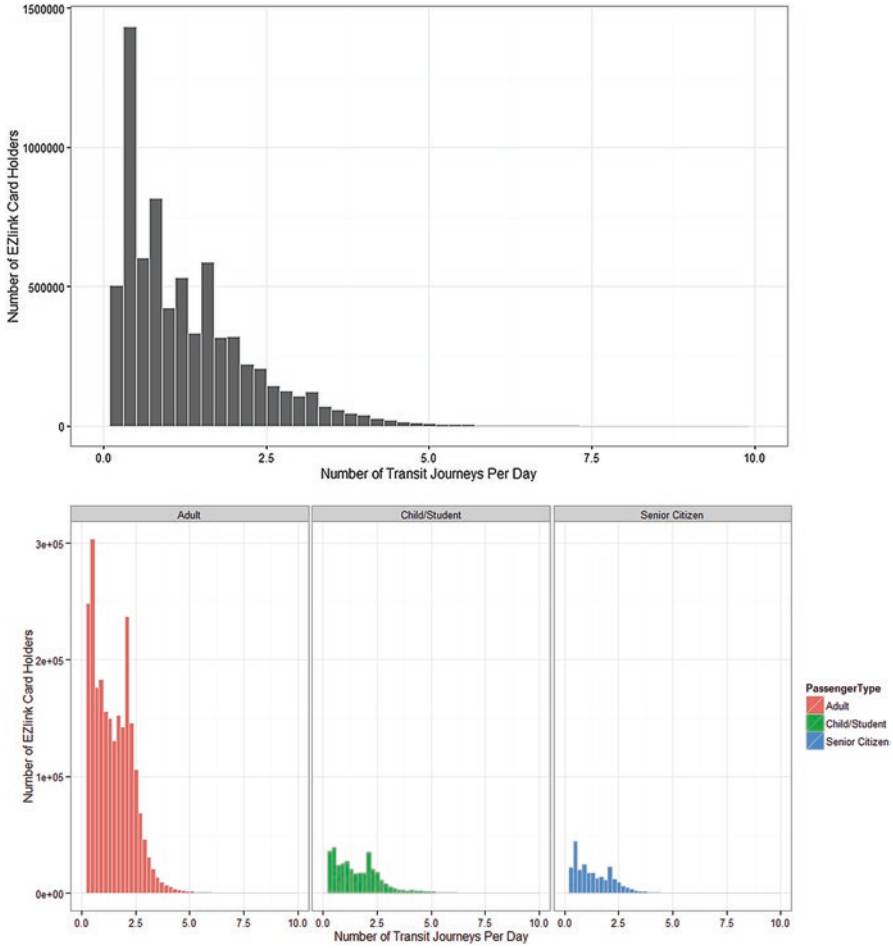 1500000
1000000
500000
0
Number of EZlink Card Holders
0.0 2.5 5.0 7.5 10.0
Number of Transit Journeys Per Day
Adult Child/Student Senior Citizen
3e+05
2e+05
1e+05
0e+00
Number of EZlink Card Holders
0.0 2.5 5.0 7.5 10.0 0.0 2.5 5.0 7.5 10.0 0.0 2.5 5.0 7.5 10.0
Number of Transit Journeys Per Day
PassengerType
Adult
Child/Student
Senior Citizen